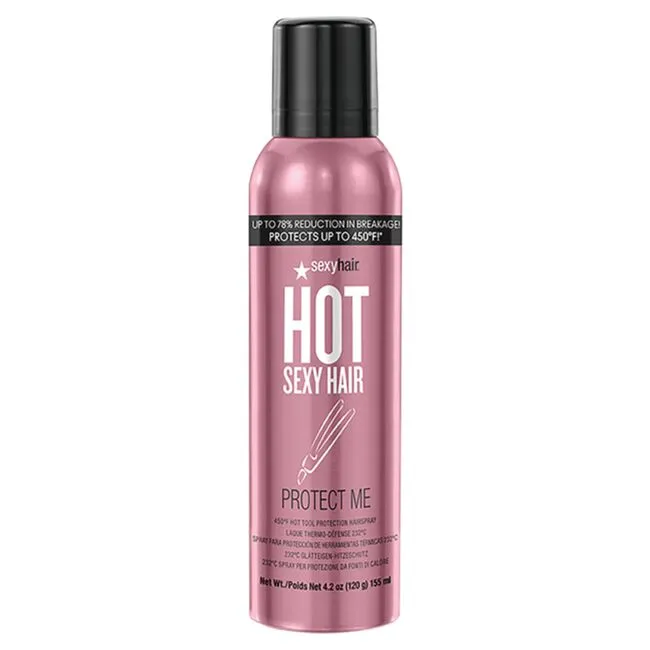 UP TO 78% REDUCTION IN BREAKAGE!
PROTECTS UP TO 450°F!*
sexyhair.
HOT
SEXY HAIR
PROTECT ME
450°F HOT TOOL PROTECTION HAIRSPRAY
LAQUE THERMO-DÉFENSE 232°C
SPRAY PARA PROTECCIÓN DE HERRAMIENTAS TÉRMICAS 232°C
232°C GLÄTTEISEN-HITZESCHUTZ
232°C SPRAY PER PROTEZIONE DA FONTI DI CALORE
Net Wt./Poids Net 4.2 oz (120 g) 155 ml